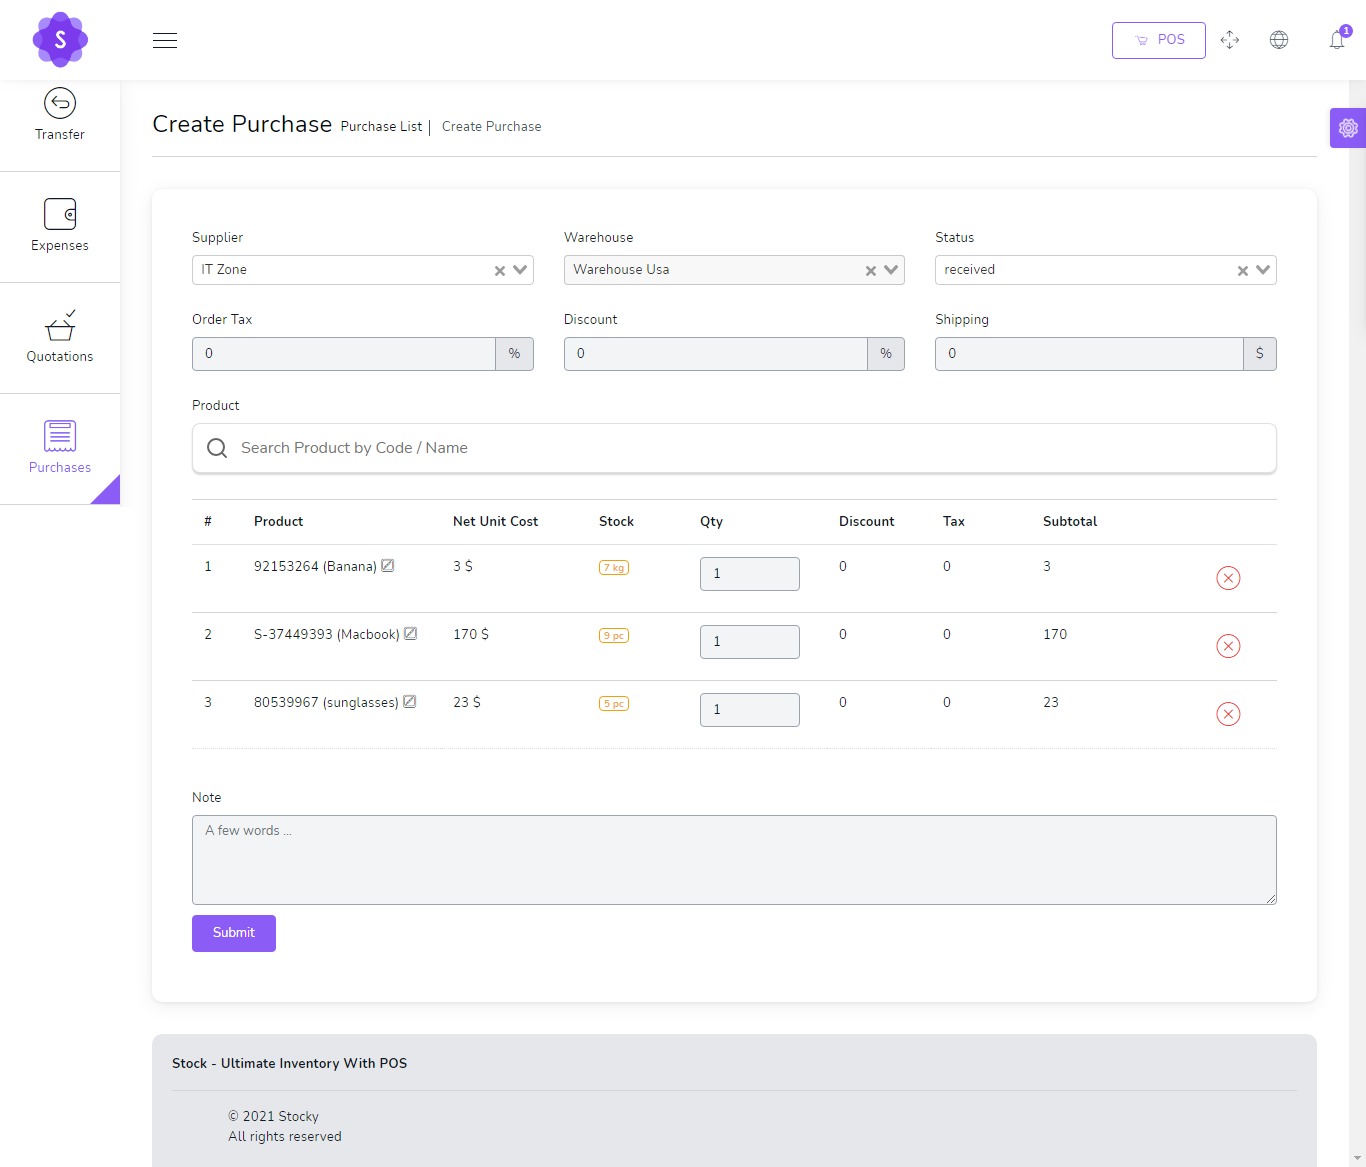 S
POS
1
Transfer
Expenses
Quotations
Purchases
Create Purchase Purchase List | Create Purchase
Supplier Warehouse Status
IT Zone Warehouse Usa received
Order Tax Discount Shipping
0 % 0 % 0 $
Product
Search Product by Code / Name
# Product Net Unit Cost Stock Qty Discount Tax Subtotal
1 92153264 (Banana) 3 $ 7 kg 1 0 0 3
2 S-37449393 (Macbook) 170 $ 9 pc 1 0 0 170
3 80539967 (sunglasses) 23 $ 5 pc 1 0 0 23
Note
A few words ...
Submit
Stock - Ultimate Inventory With POS
© 2021 Stocky
All rights reserved